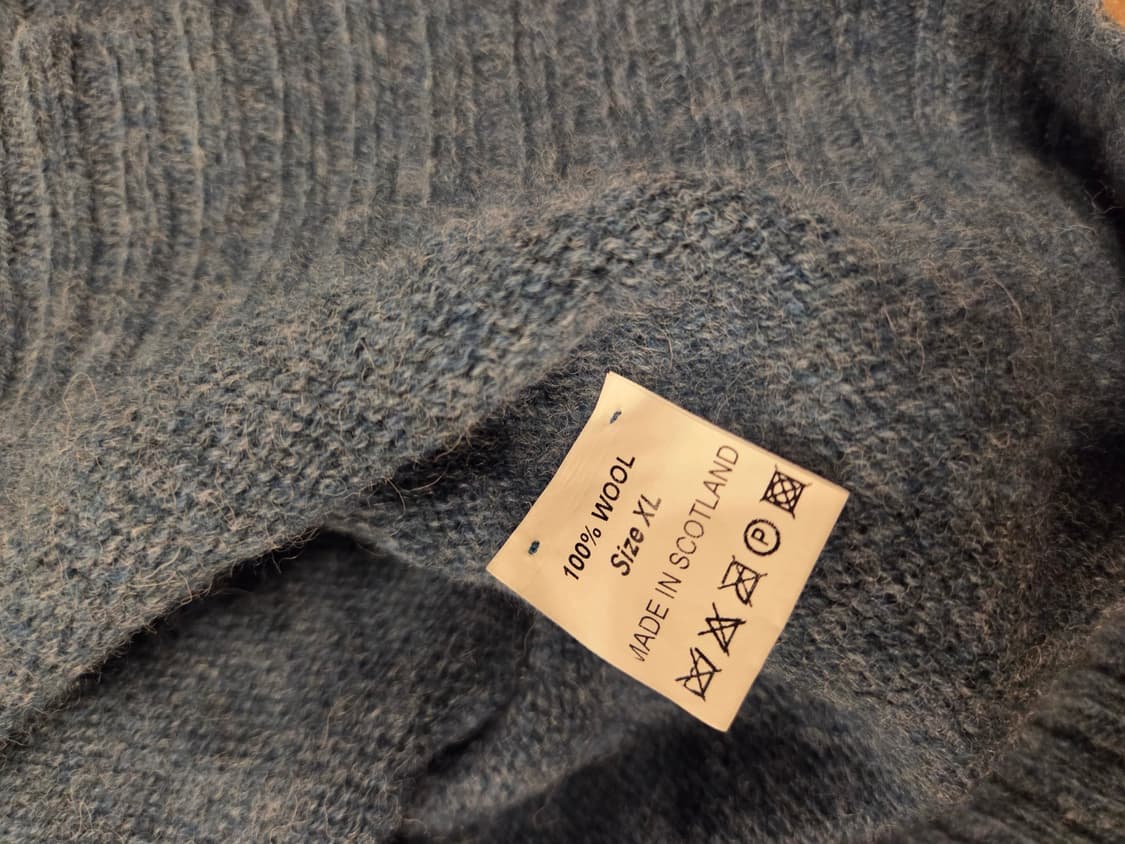 100% WOOL
Size XL
MADE IN SCOTLAND
P